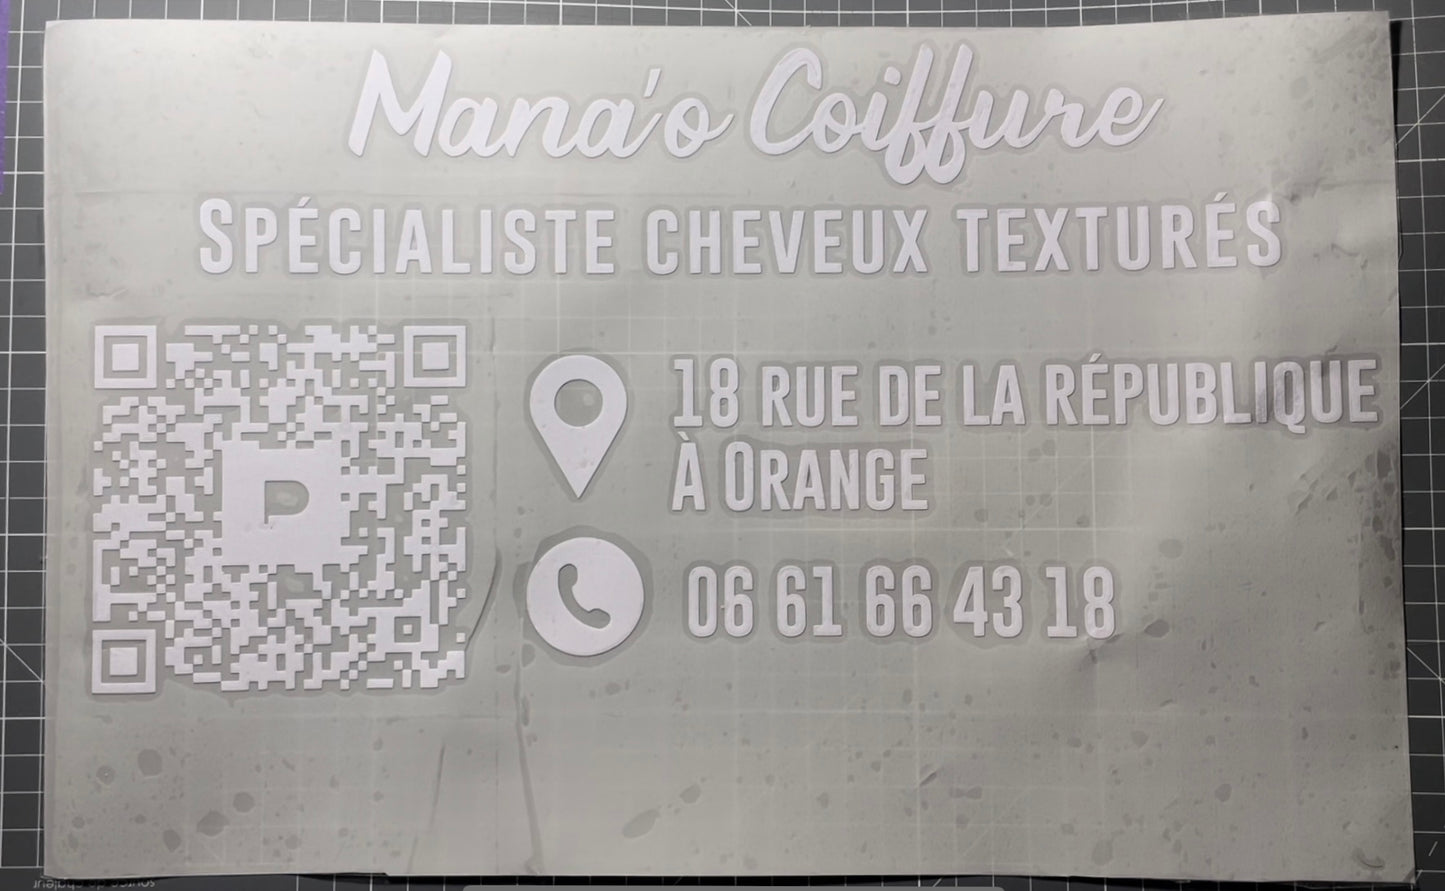 Mana'o Coiffure
Spécialiste cheveux texturés
P
18 rue de la République
à Orange
06 61 66 43 18